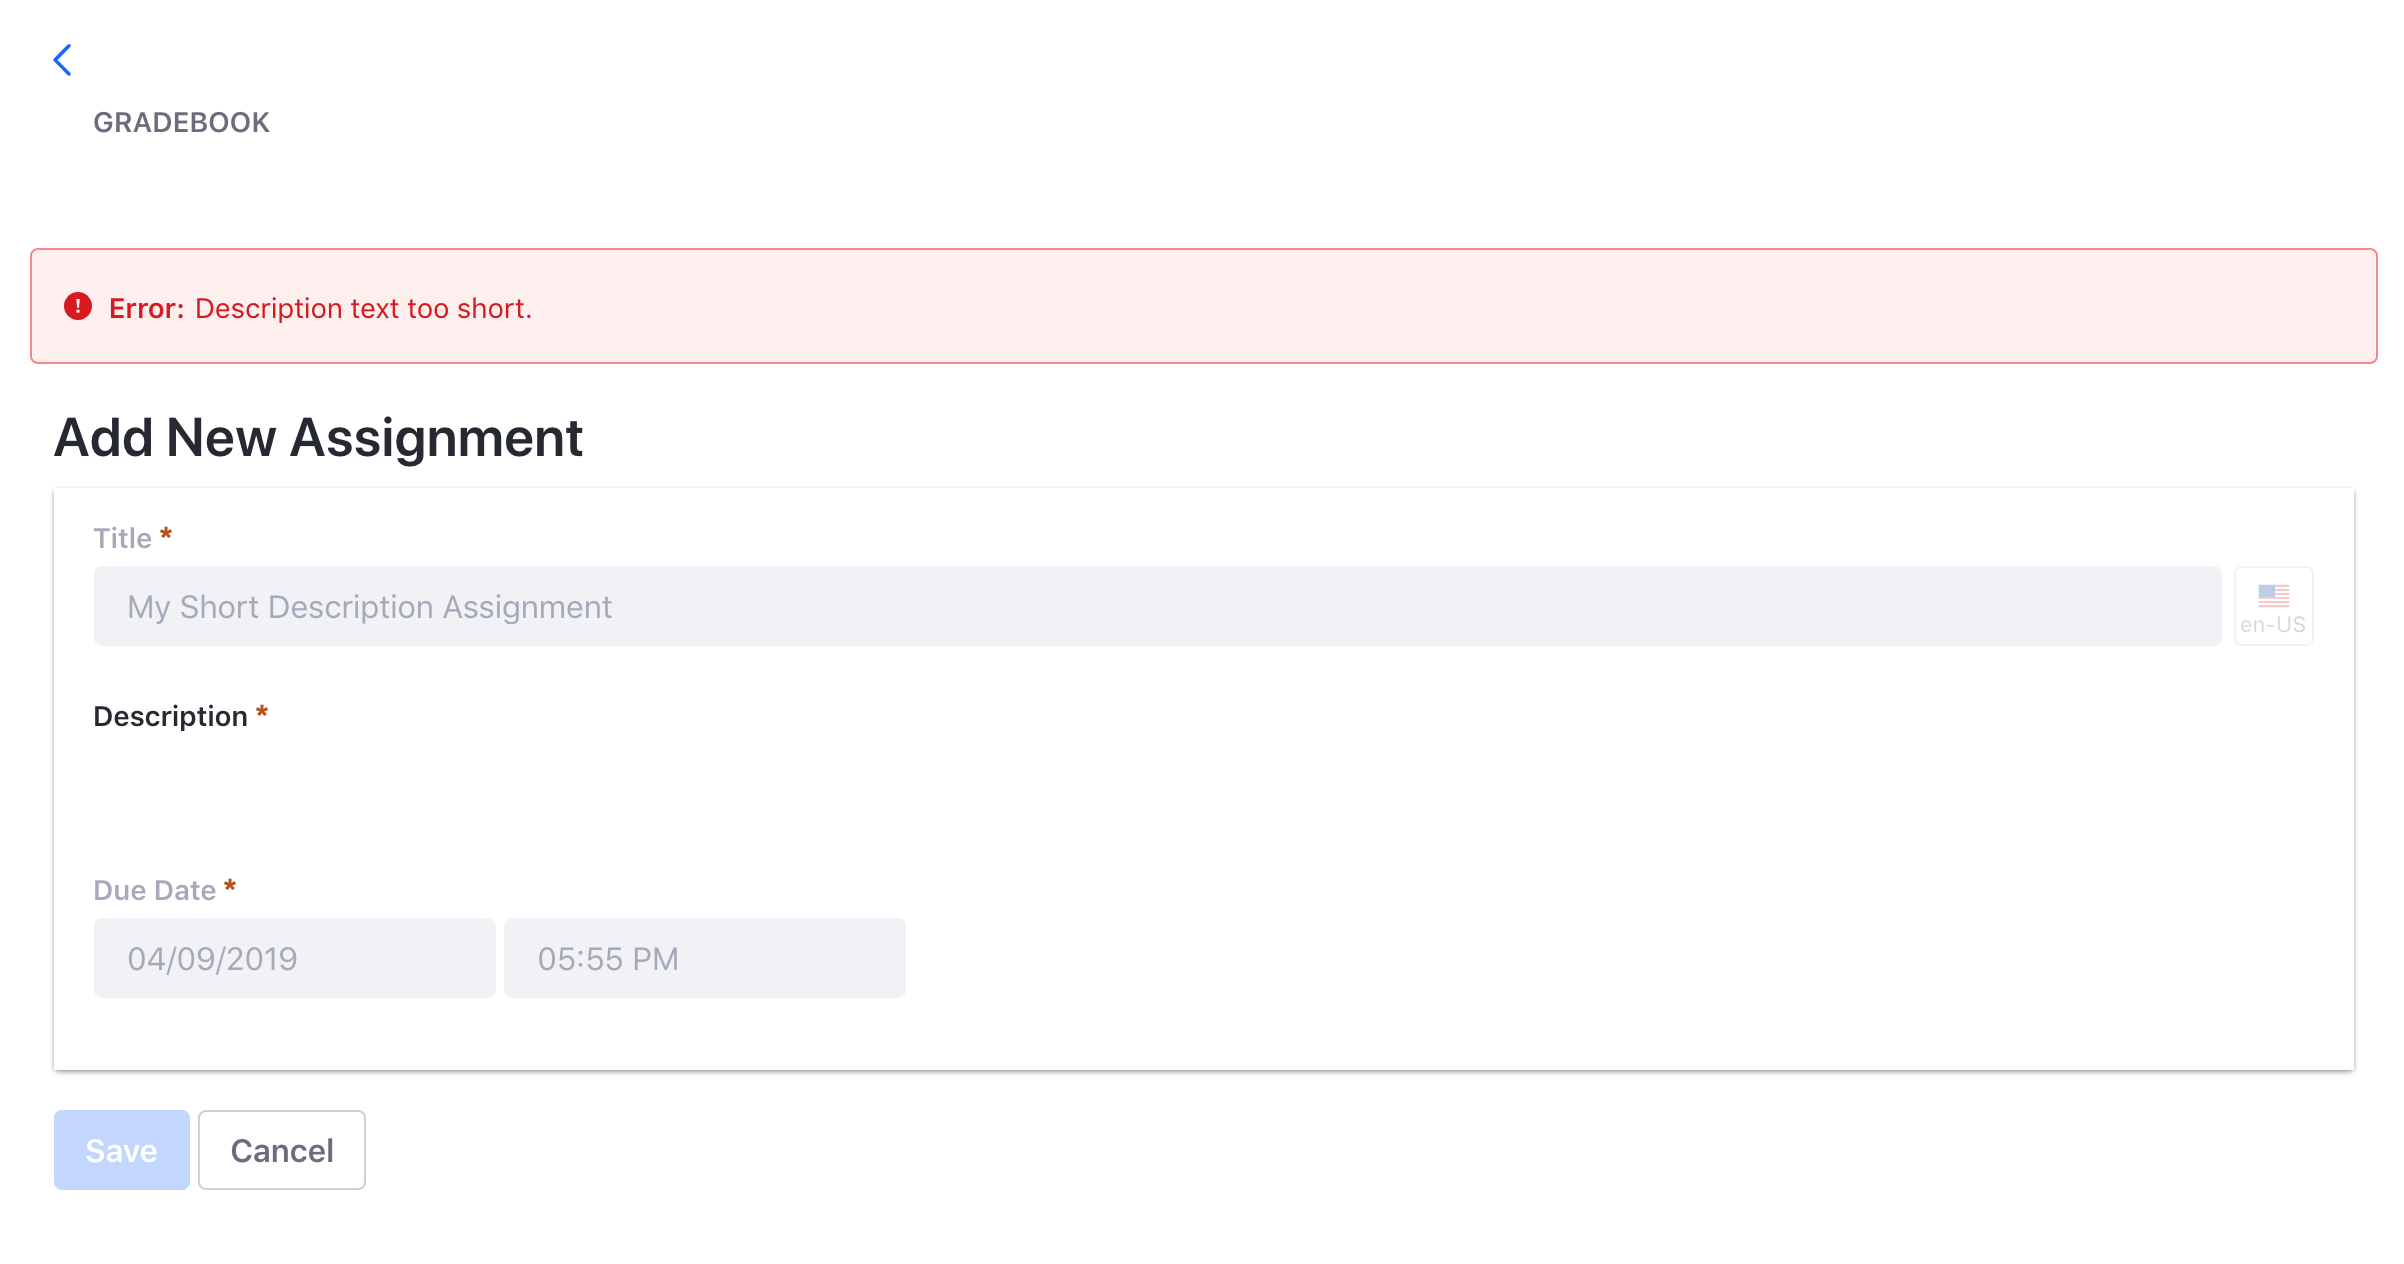 GRADEBOOK
Error: Description text too short.
Add New Assignment
Title *
My Short Description Assignment
en-US
Description *
Due Date *
04/09/2019 05:55 PM
Save Cancel